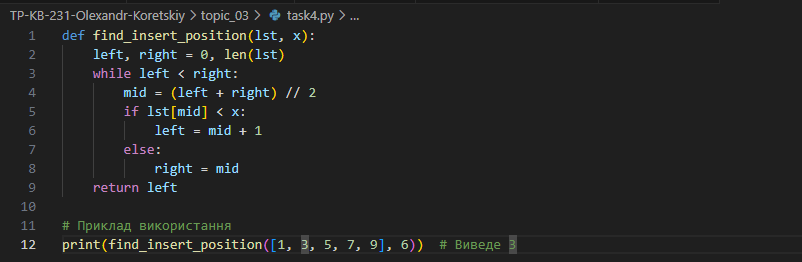 TP-KB-231-Olexandr-Koretskiy > topic_03 > task4.py > ...
1 def find_insert_position(lst, x):
2     left, right = 0, len(lst)
3     while left < right:
4         mid = (left + right) // 2
5         if lst[mid] < x:
6             left = mid + 1
7         else:
8             right = mid
9     return left
10
11 # Приклад використання
12 print(find_insert_position([1, 3, 5, 7, 9], 6))  # Виведе 3